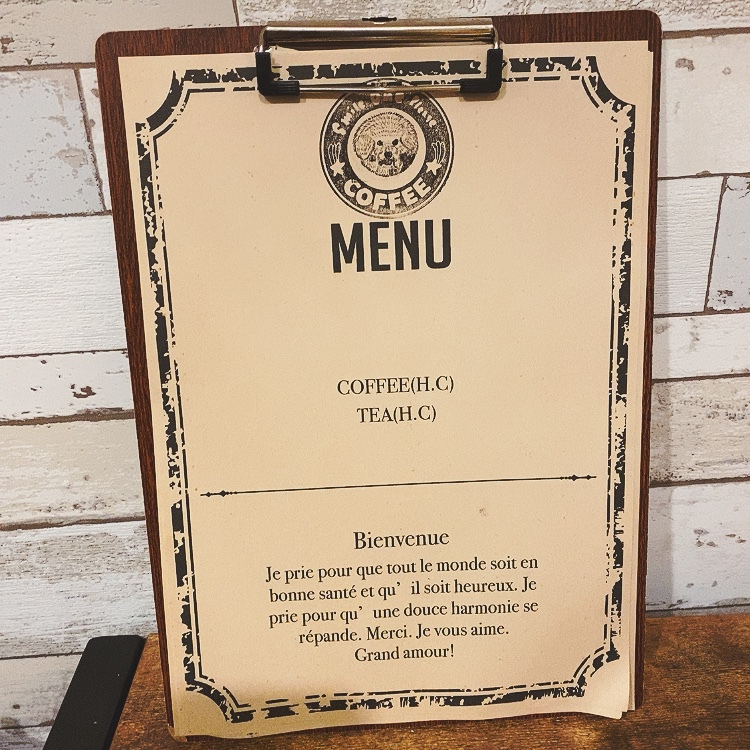 COFFEE
MENU
COFFEE(H.C)
TEA(H.C)
Bienvenue
Je prie pour que tout le monde soit en
bonne santé et qu’ il soit heureux. Je
prie pour qu’ une douce harmonie se
répande. Merci. Je vous aime.
Grand amour!